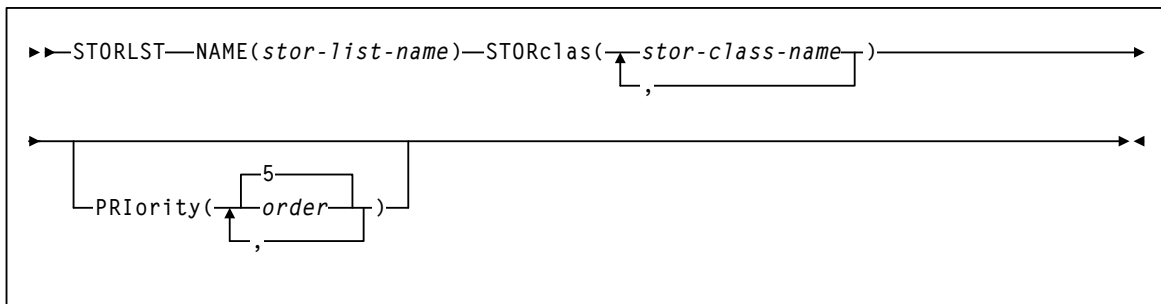 STORLST NAME(stor-list-name) STORclas( stor-class-name )
,
5
PRIority( order )
,